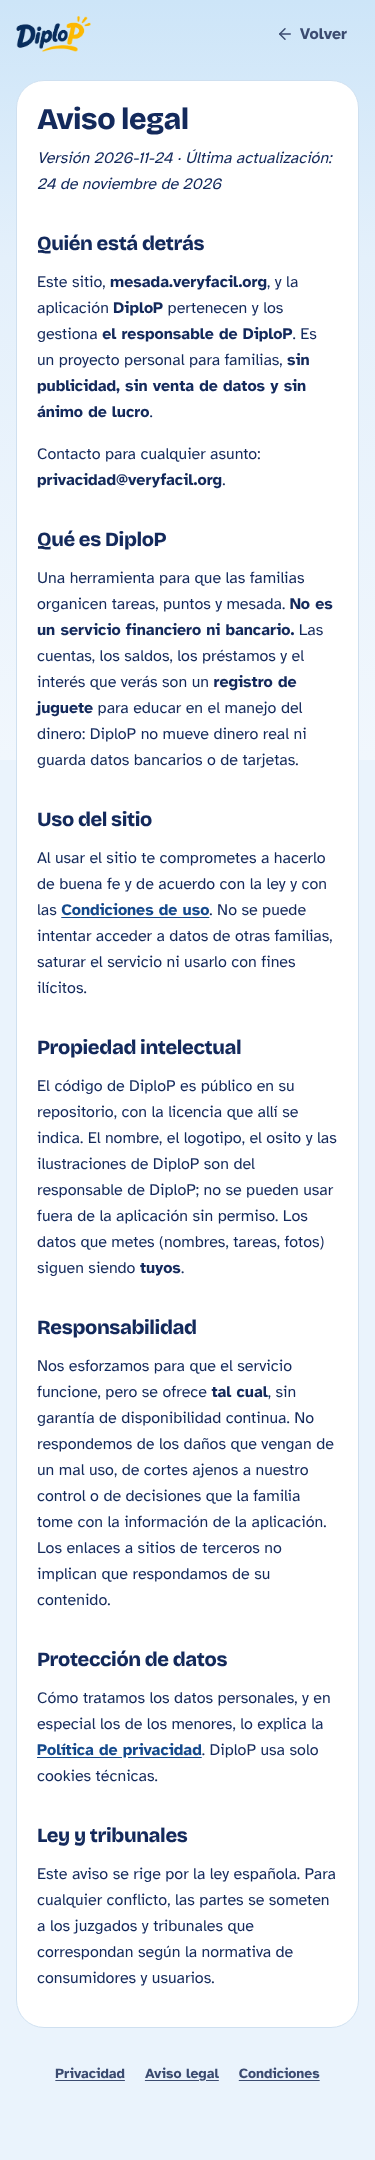 DiploP
← Volver
Aviso legal
Versión 2026-11-24 · Última actualización:
24 de noviembre de 2026
Quién está detrás
Este sitio, mesada.veryfacil.org, y la
aplicación DiploP pertenecen y los
gestiona el responsable de DiploP. Es
un proyecto personal para familias, sin
publicidad, sin venta de datos y sin
ánimo de lucro.
Contacto para cualquier asunto:
privacidad@veryfacil.org.
Qué es DiploP
Una herramienta para que las familias
organicen tareas, puntos y mesada. No es
un servicio financiero ni bancario. Las
cuentas, los saldos, los préstamos y el
interés que verás son un registro de
juguete para educar en el manejo del
dinero: DiploP no mueve dinero real ni
guarda datos bancarios o de tarjetas.
Uso del sitio
Al usar el sitio te comprometes a hacerlo
de buena fe y de acuerdo con la ley y con
las Condiciones de uso. No se puede
intentar acceder a datos de otras familias,
saturar el servicio ni usarlo con fines
ilícitos.
Propiedad intelectual
El código de DiploP es público en su
repositorio, con la licencia que allí se
indica. El nombre, el logotipo, el osito y las
ilustraciones de DiploP son del
responsable de DiploP; no se pueden usar
fuera de la aplicación sin permiso. Los
datos que metes (nombres, tareas, fotos)
siguen siendo tuyos.
Responsabilidad
Nos esforzamos para que el servicio
funcione, pero se ofrece tal cual, sin
garantía de disponibilidad continua. No
respondemos de los daños que vengan de
un mal uso, de cortes ajenos a nuestro
control o de decisiones que la familia
tome con la información de la aplicación.
Los enlaces a sitios de terceros no
implican que respondamos de su
contenido.
Protección de datos
Cómo tratamos los datos personales, y en
especial los de los menores, lo explica la
Política de privacidad. DiploP usa solo
cookies técnicas.
Ley y tribunales
Este aviso se rige por la ley española. Para
cualquier conflicto, las partes se someten
a los juzgados y tribunales que
correspondan según la normativa de
consumidores y usuarios.
Privacidad Aviso legal Condiciones